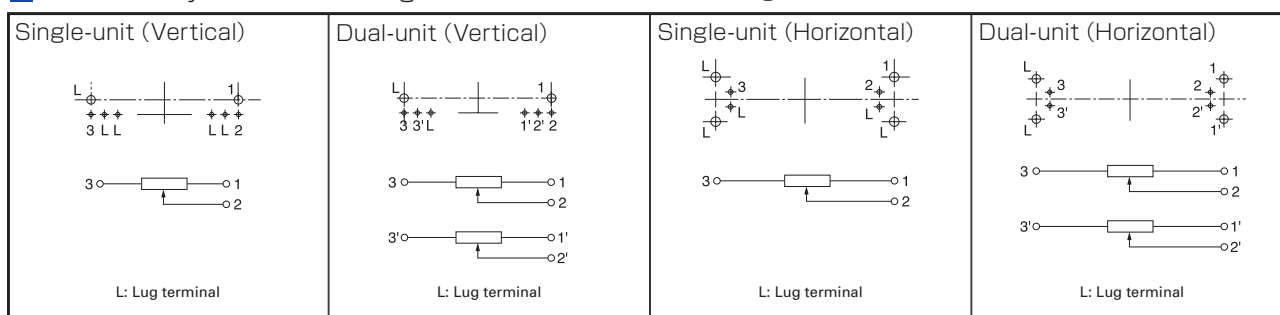 Single-unit (Vertical)
L 1
3 L L L L 2
3 1
2
L: Lug terminal
Dual-unit (Vertical)
L 1
3 3' L 1' 2' 2
3 1
2
3' 1'
2'
L: Lug terminal
Single-unit (Horizontal)
L 1
3 2
L L
L L
3 1
2
L: Lug terminal
Dual-unit (Horizontal)
L 1
3 2
3' 2'
L 1'
3 1
2
3' 1'
2'
L: Lug terminal